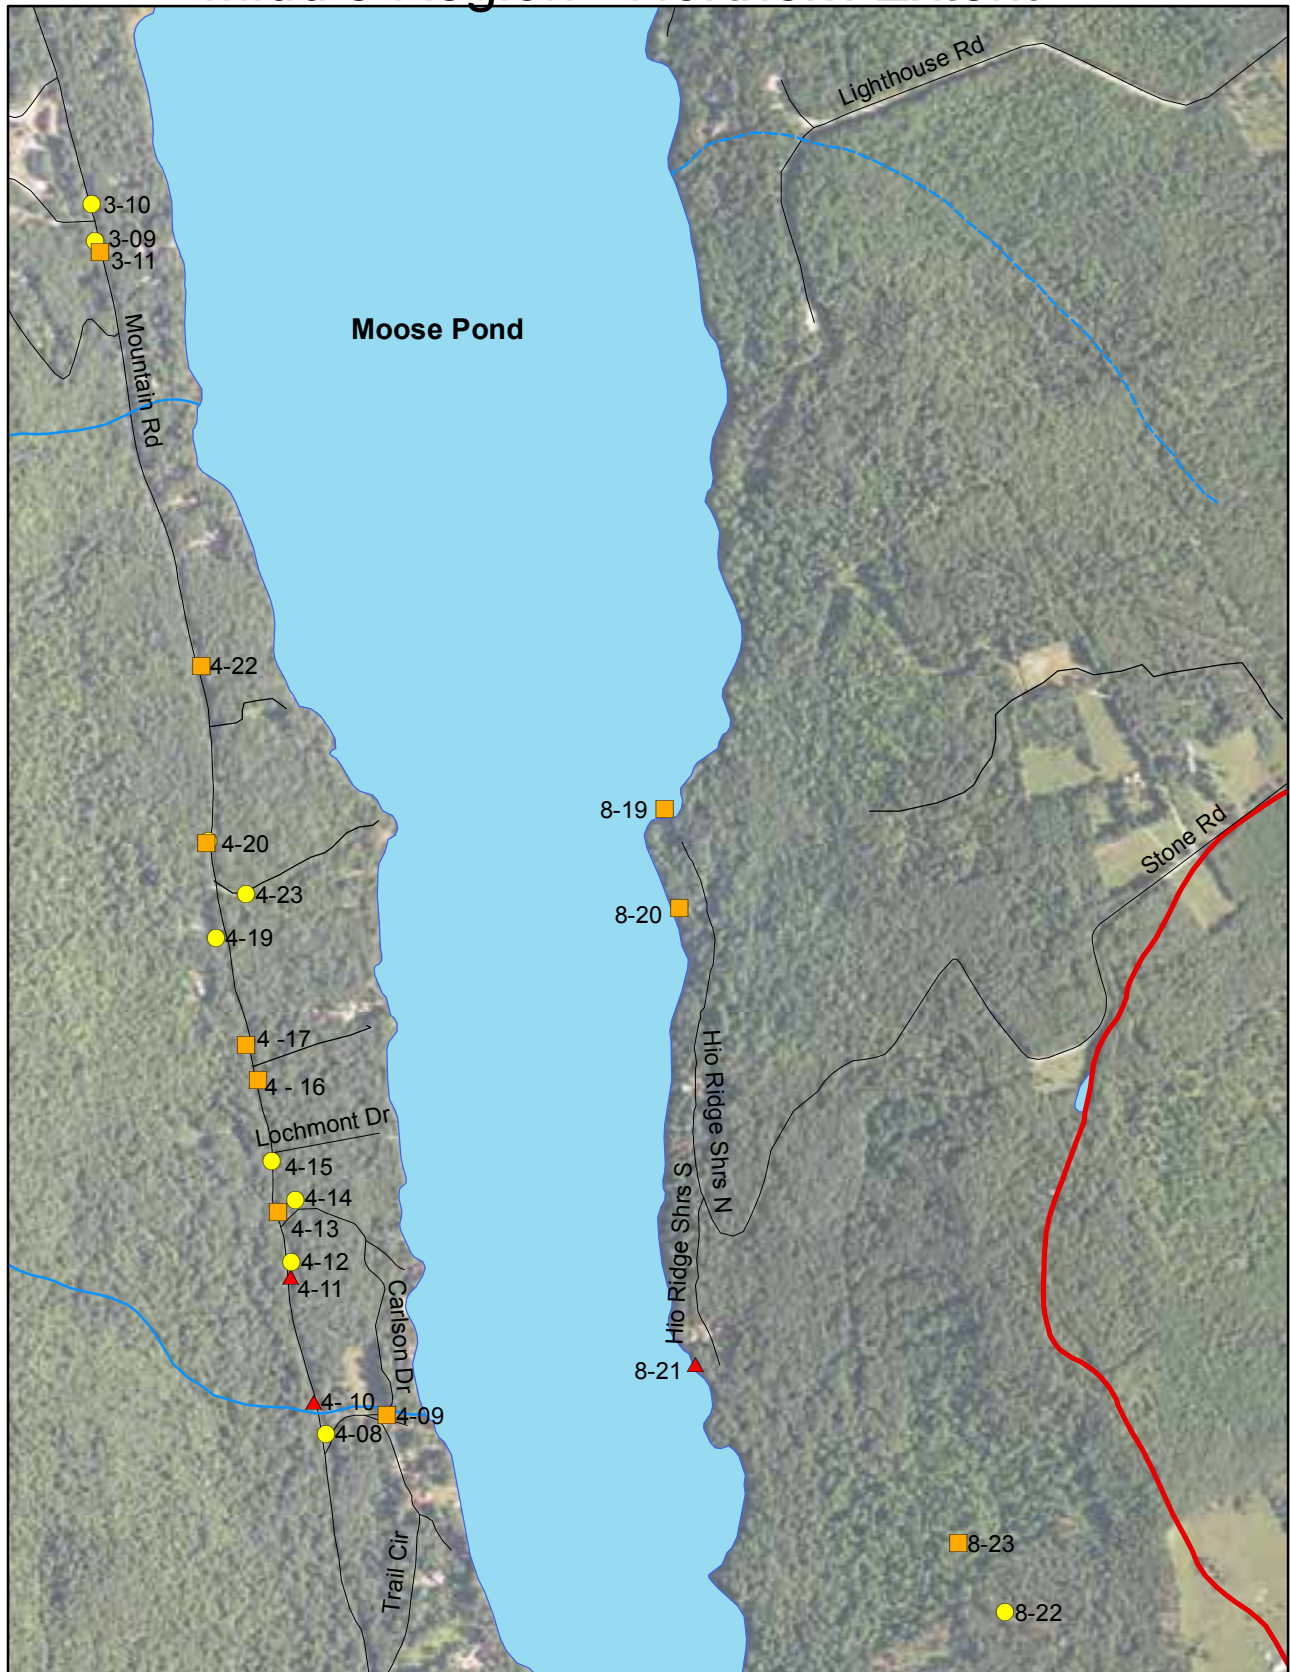 Lighthouse Rd
3-10
3-09
3-11
Moose Pond
Mountain Rd
4-22
8-19
4-20
Stone Rd
4-23
8-20
4-19
4 -17
Hio Ridge Shrs N
4 - 16
Lochmont Dr
4-15
4-14
Hio Ridge Shrs S
4-13
4-12
4-11
Carlson Dr
8-21
4- 10
4-09
4-08
8-23
Trail Cir
8-22